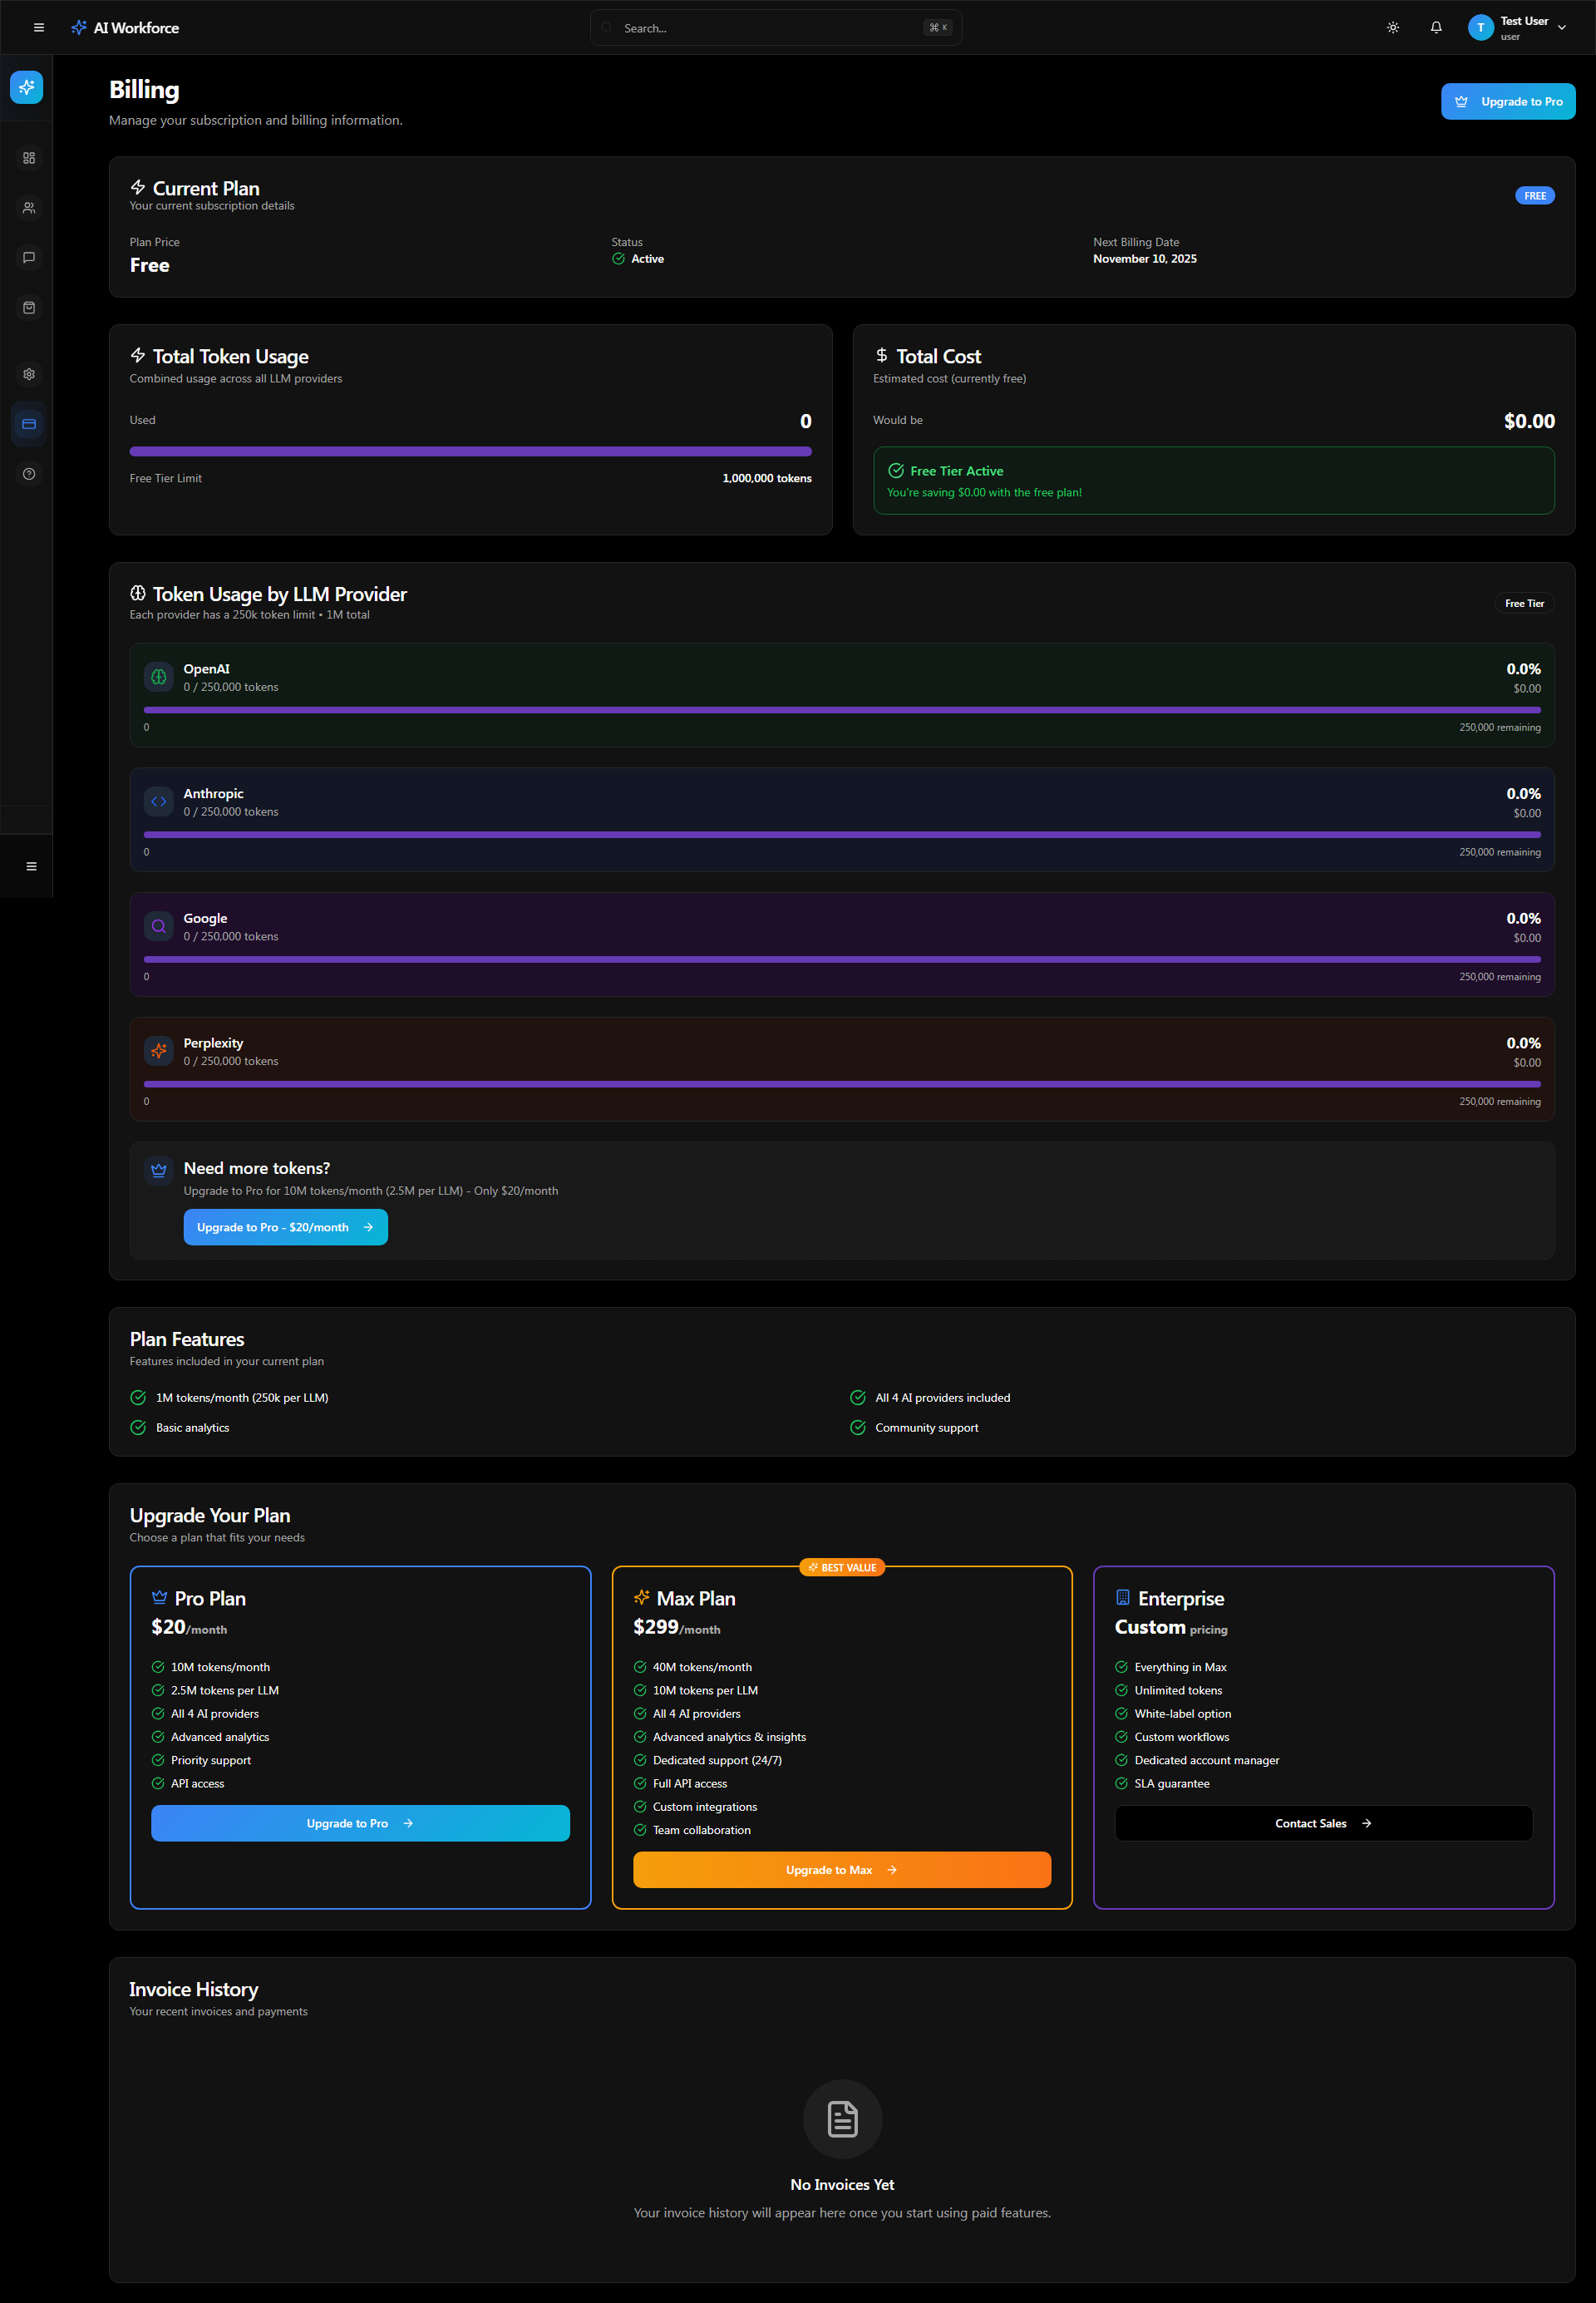 AI Workforce
Search...
⌘ K
T
Test User
user
Billing
Manage your subscription and billing information.
Upgrade to Pro
Current Plan
Your current subscription details
FREE
Plan Price
Free
Status
Active
Next Billing Date
November 10, 2025
Total Token Usage
Combined usage across all LLM providers
Used
0
Free Tier Limit
1,000,000 tokens
Total Cost
Estimated cost (currently free)
Would be
$0.00
Free Tier Active
You're saving $0.00 with the free plan!
Token Usage by LLM Provider
Each provider has a 250k token limit • 1M total
Free Tier
OpenAI
0 / 250,000 tokens
0.0%
$0.00
0
250,000 remaining
Anthropic
0 / 250,000 tokens
0.0%
$0.00
0
250,000 remaining
Google
0 / 250,000 tokens
0.0%
$0.00
0
250,000 remaining
Perplexity
0 / 250,000 tokens
0.0%
$0.00
0
250,000 remaining
Need more tokens?
Upgrade to Pro for 10M tokens/month (2.5M per LLM) - Only $20/month
Upgrade to Pro - $20/month
Plan Features
Features included in your current plan
1M tokens/month (250k per LLM)
All 4 AI providers included
Basic analytics
Community support
Upgrade Your Plan
Choose a plan that fits your needs
Pro Plan
$20/month
10M tokens/month
2.5M tokens per LLM
All 4 AI providers
Advanced analytics
Priority support
API access
Upgrade to Pro
BEST VALUE
Max Plan
$299/month
40M tokens/month
10M tokens per LLM
All 4 AI providers
Advanced analytics & insights
Dedicated support (24/7)
Full API access
Custom integrations
Team collaboration
Upgrade to Max
Enterprise
Custom pricing
Everything in Max
Unlimited tokens
White-label option
Custom workflows
Dedicated account manager
SLA guarantee
Contact Sales
Invoice History
Your recent invoices and payments
No Invoices Yet
Your invoice history will appear here once you start using paid features.